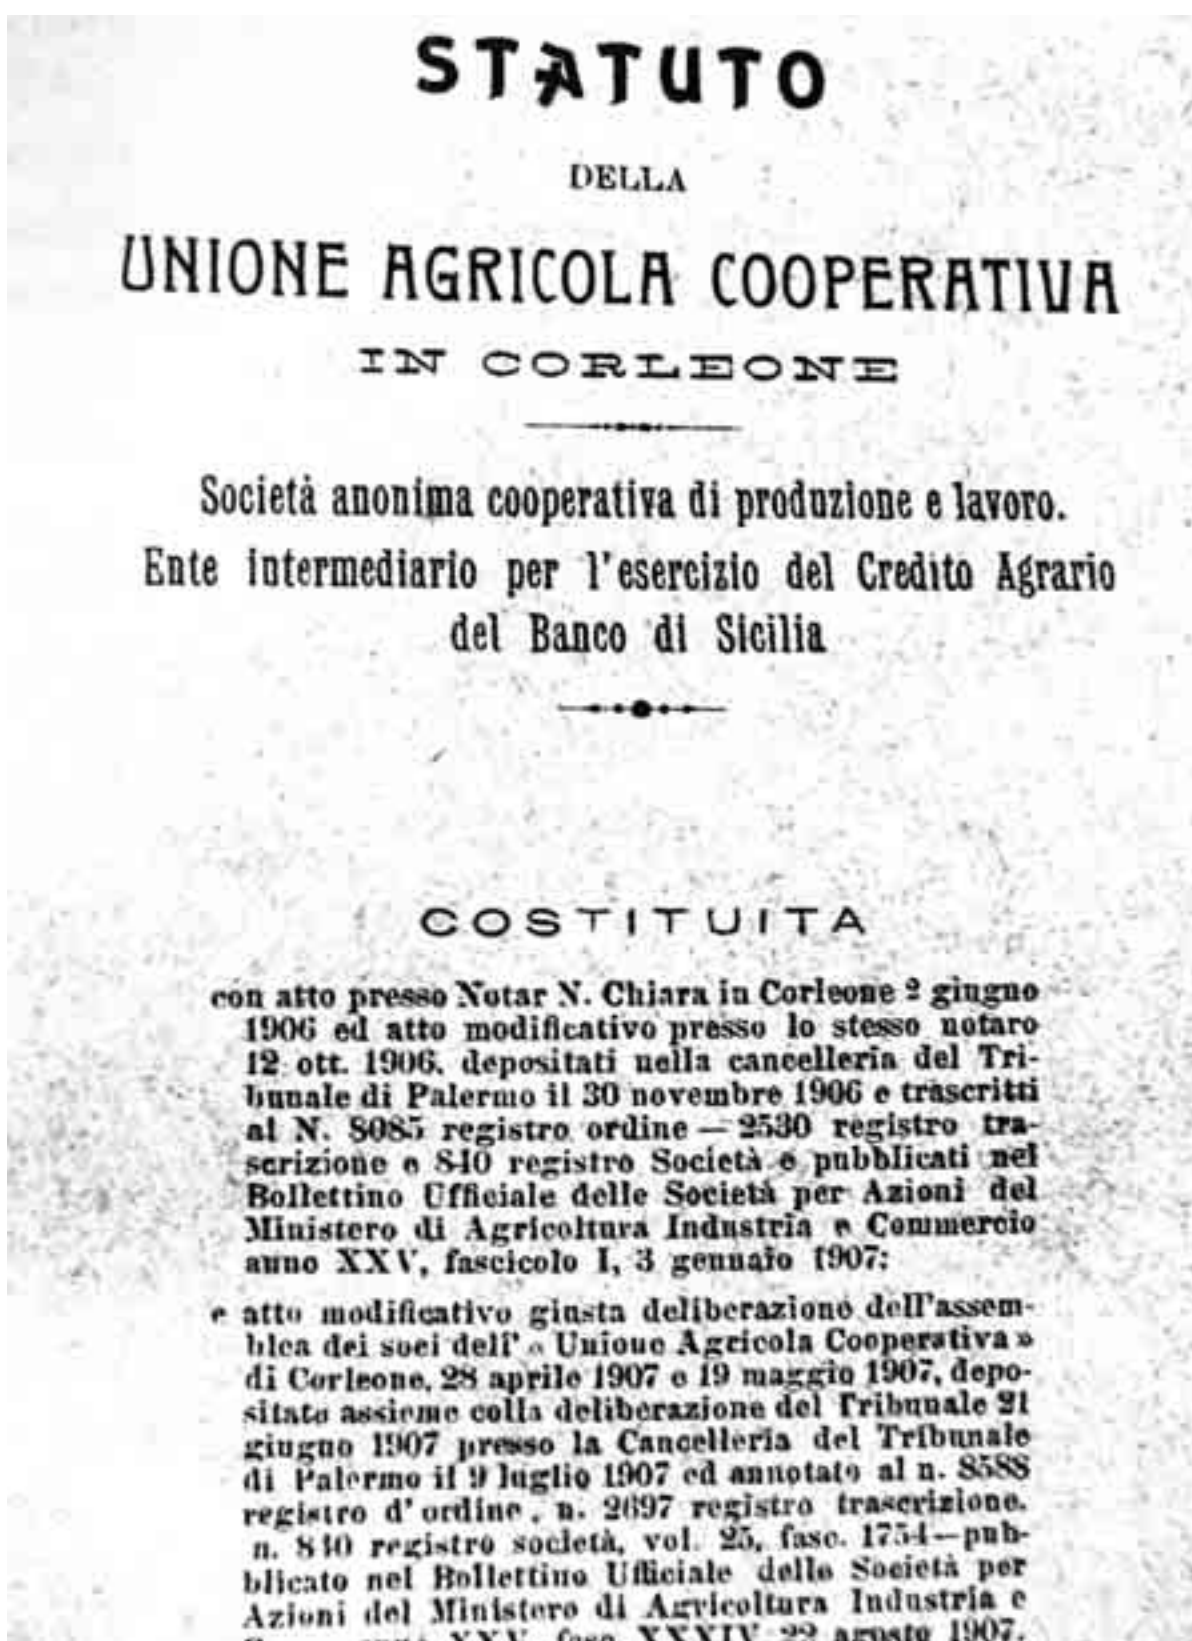 STATUTO
DELLA
UNIONE AGRICOLA COOPERATIVA
IN CORLEONE
Società anonima cooperativa di produzione e lavoro.
Ente intermediario per l'esercizio del Credito Agrario
del Banco di Sicilia
COSTITUITA
con atto presso Notar N. Chiara in Corleone 2 giugno
1906 ed atto modificativo presso lo stesso notaro
12 ott. 1906, depositati nella cancelleria del Tri-
bunale di Palermo il 30 novembre 1906 e trascritti
al N. 8085 registro ordine — 2530 registro tra-
scrizione e 840 registro Società e pubblicati nel
Bollettino Ufficiale delle Società per Azioni del
Ministero di Agricoltura Industria e Commercio
anno XXV, fascicolo I, 3 gennaio 1907;
e atto modificativo giusta deliberazione dell'assem-
blea dei soci dell' « Unione Agricola Cooperativa »
di Corleone, 28 aprile 1907 e 19 maggio 1907, depo-
sitato assieme colla deliberazione del Tribunale 21
giugno 1907 presso la Cancelleria del Tribunale
di Palermo il 9 luglio 1907 ed annotato al n. 8588
registro d'ordine, n. 2697 registro trascrizione,
n. 840 registro società, vol. 25, fasc. 1754—pub-
blicato nel Bollettino Ufficiale delle Società per
Azioni del Ministero di Agricoltura Industria e
XXV, fasc. XXXIV 22 agosto 1907.